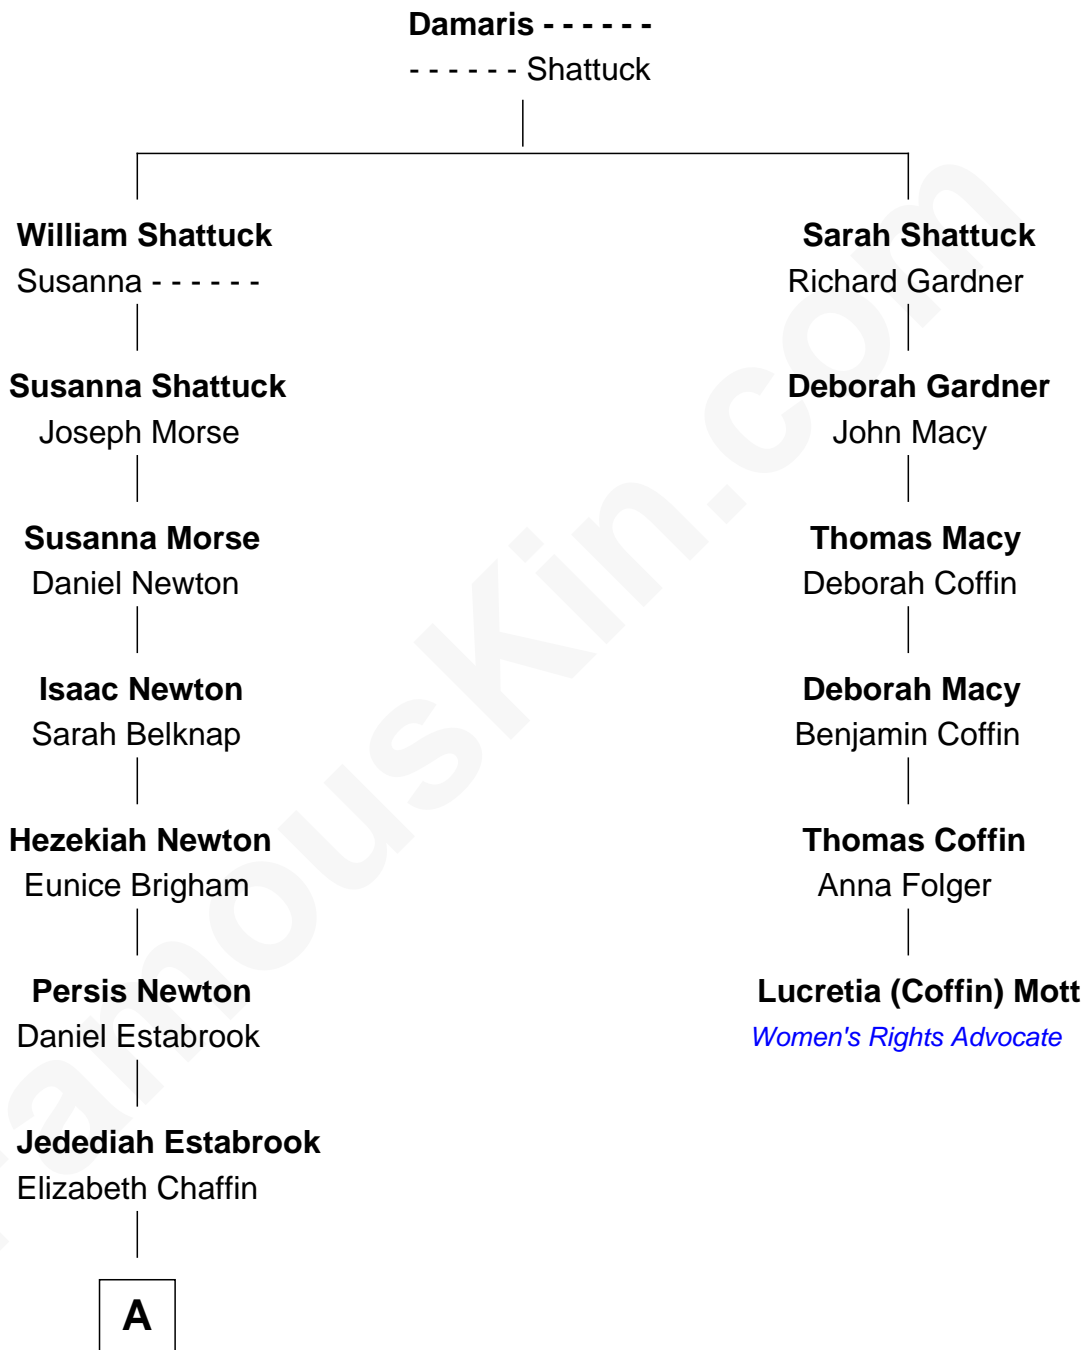 Damaris - - - - - -
- - - - - - Shattuck
William Shattuck
Susanna - - - - - -
Sarah Shattuck
Richard Gardner
Susanna Shattuck
Joseph Morse
Deborah Gardner
John Macy
Susanna Morse
Daniel Newton
Thomas Macy
Deborah Coffin
Isaac Newton
Sarah Belknap
Deborah Macy
Benjamin Coffin
Hezekiah Newton
Eunice Brigham
Thomas Coffin
Anna Folger
Persis Newton
Daniel Estabrook
Lucretia (Coffin) Mott
Women's Rights Advocate
Jedediah Estabrook
Elizabeth Chaffin
A
FamousKin.com